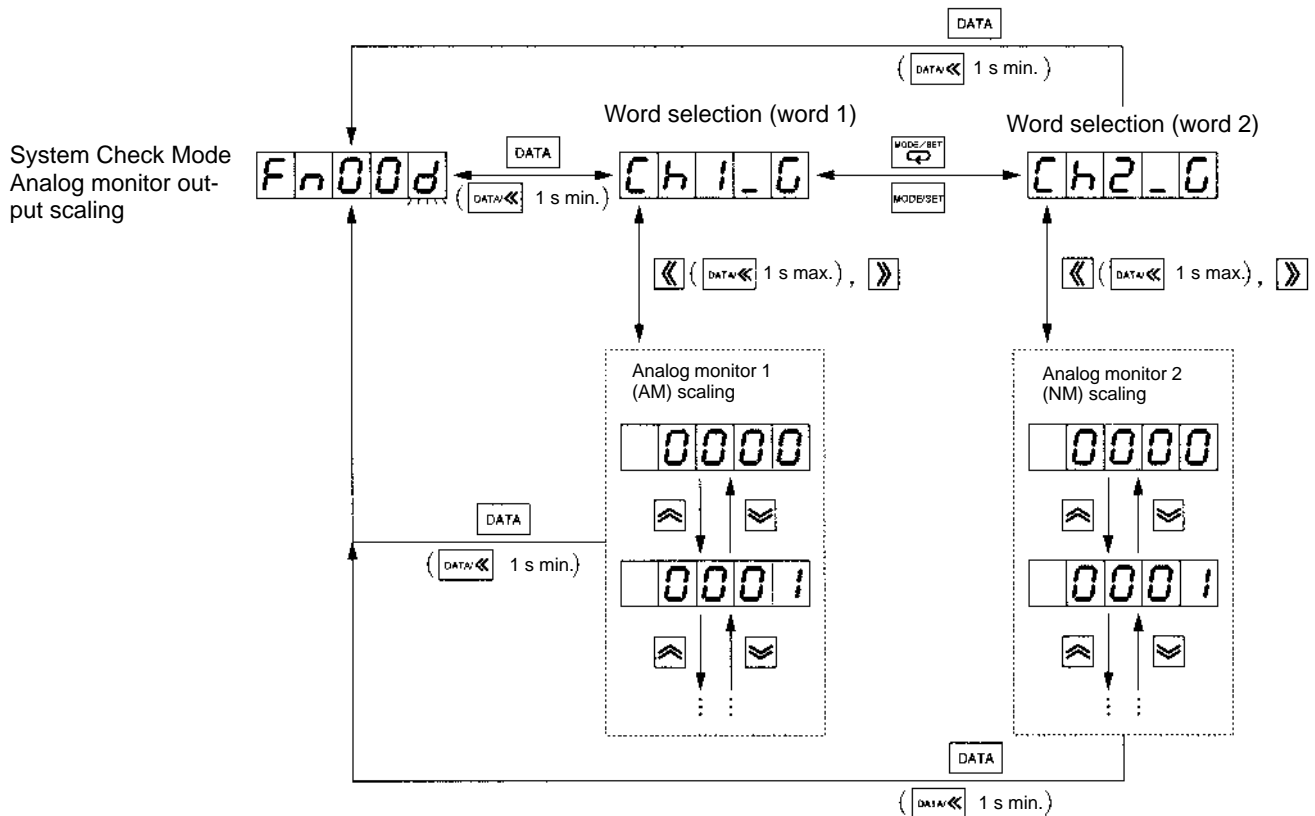 DATA
( DATA/≪ 1 s min. )
Word selection (word 1)
Word selection (word 2)
System Check Mode
Analog monitor out-
put scaling
Fn00d
DATA
( DATA/≪ 1 s min.)
Ch1_G
MODE/SET
MODE/SET
Ch2_G
≪ ( DATA/≪ 1 s max.) , ≫
≪ ( DATA/≪ 1 s max.) , ≫
Analog monitor 1
(AM) scaling
0000
0001
Analog monitor 2
(NM) scaling
0000
0001
DATA
( DATA/≪ 1 s min.)
DATA
( DATA/≪ 1 s min.)